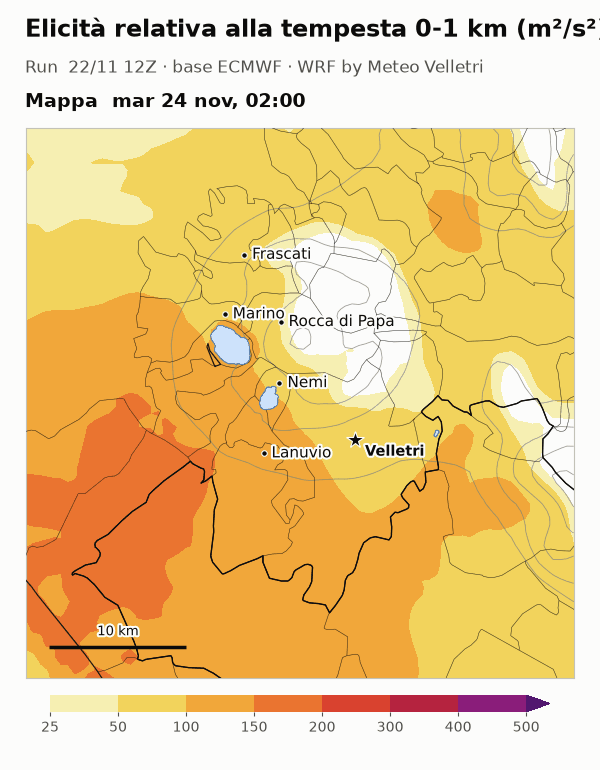 Elicità relativa alla tempesta 0-1 km (m²/s²)
Run 22/11 12Z · base ECMWF · WRF by Meteo Velletri
Mappa mar 24 nov, 02:00
Frascati
Marino
Rocca di Papa
Nemi
Velletri
Lanuvio
10 km
25 50 100 150 200 300 400 500